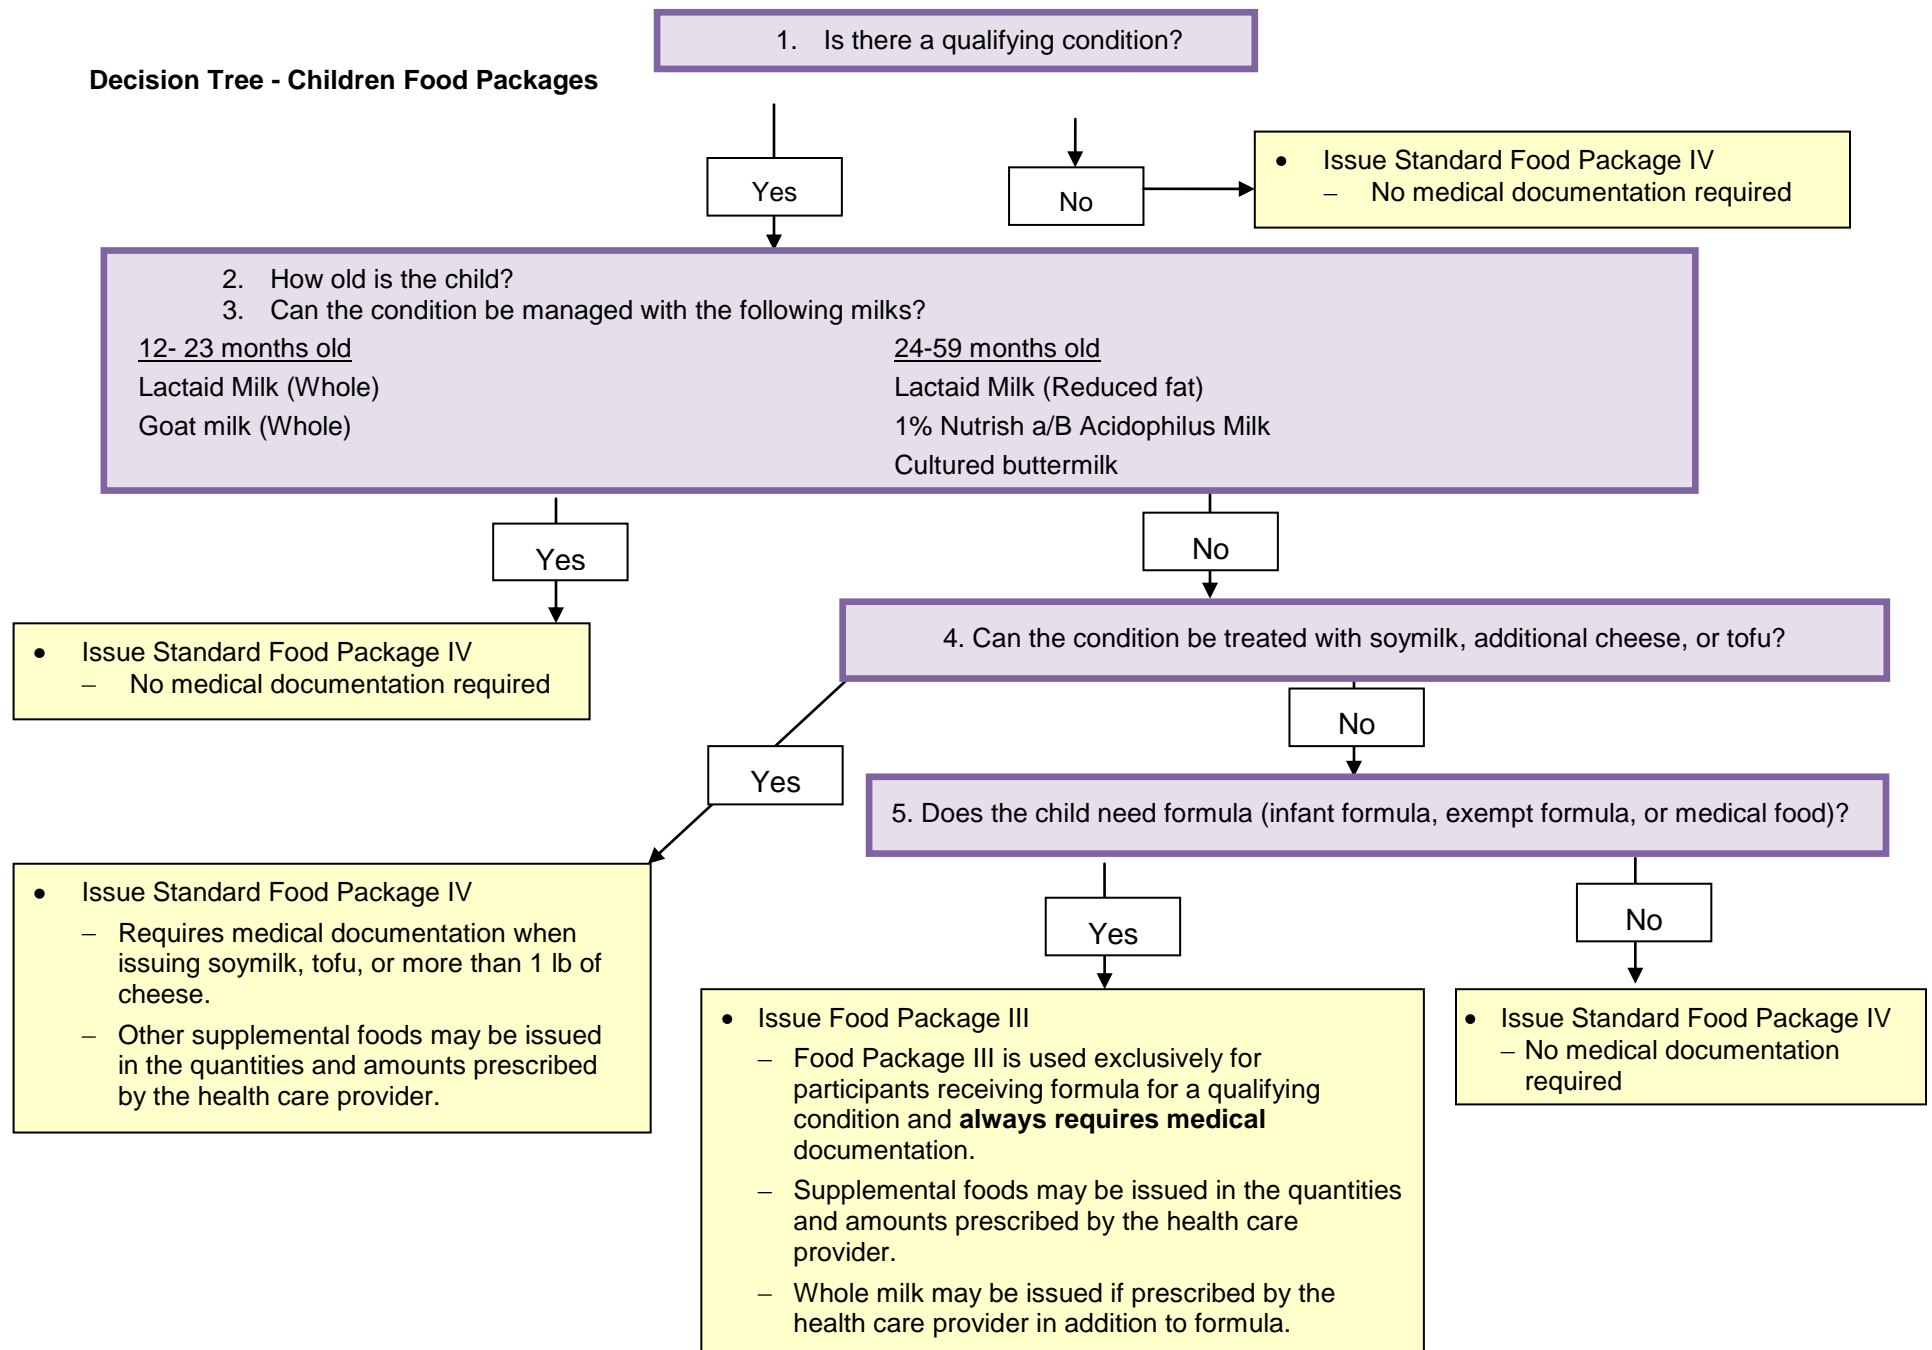 1. Is there a qualifying condition?
Decision Tree - Children Food Packages
Yes
No
• Issue Standard Food Package IV
– No medical documentation required
2. How old is the child?
3. Can the condition be managed with the following milks?
12- 23 months old
Lactaid Milk (Whole)
Goat milk (Whole)
24-59 months old
Lactaid Milk (Reduced fat)
1% Nutrish a/B Acidophilus Milk
Cultured buttermilk
Yes
No
• Issue Standard Food Package IV
– No medical documentation required
4. Can the condition be treated with soymilk, additional cheese, or tofu?
Yes
No
5. Does the child need formula (infant formula, exempt formula, or medical food)?
• Issue Standard Food Package IV
– Requires medical documentation when
issuing soymilk, tofu, or more than 1 lb of
cheese.
– Other supplemental foods may be issued
in the quantities and amounts prescribed
by the health care provider.
Yes
No
• Issue Food Package III
– Food Package III is used exclusively for
participants receiving formula for a qualifying
condition and always requires medical
documentation.
– Supplemental foods may be issued in the quantities
and amounts prescribed by the health care
provider.
– Whole milk may be issued if prescribed by the
health care provider in addition to formula.
• Issue Standard Food Package IV
– No medical documentation
required